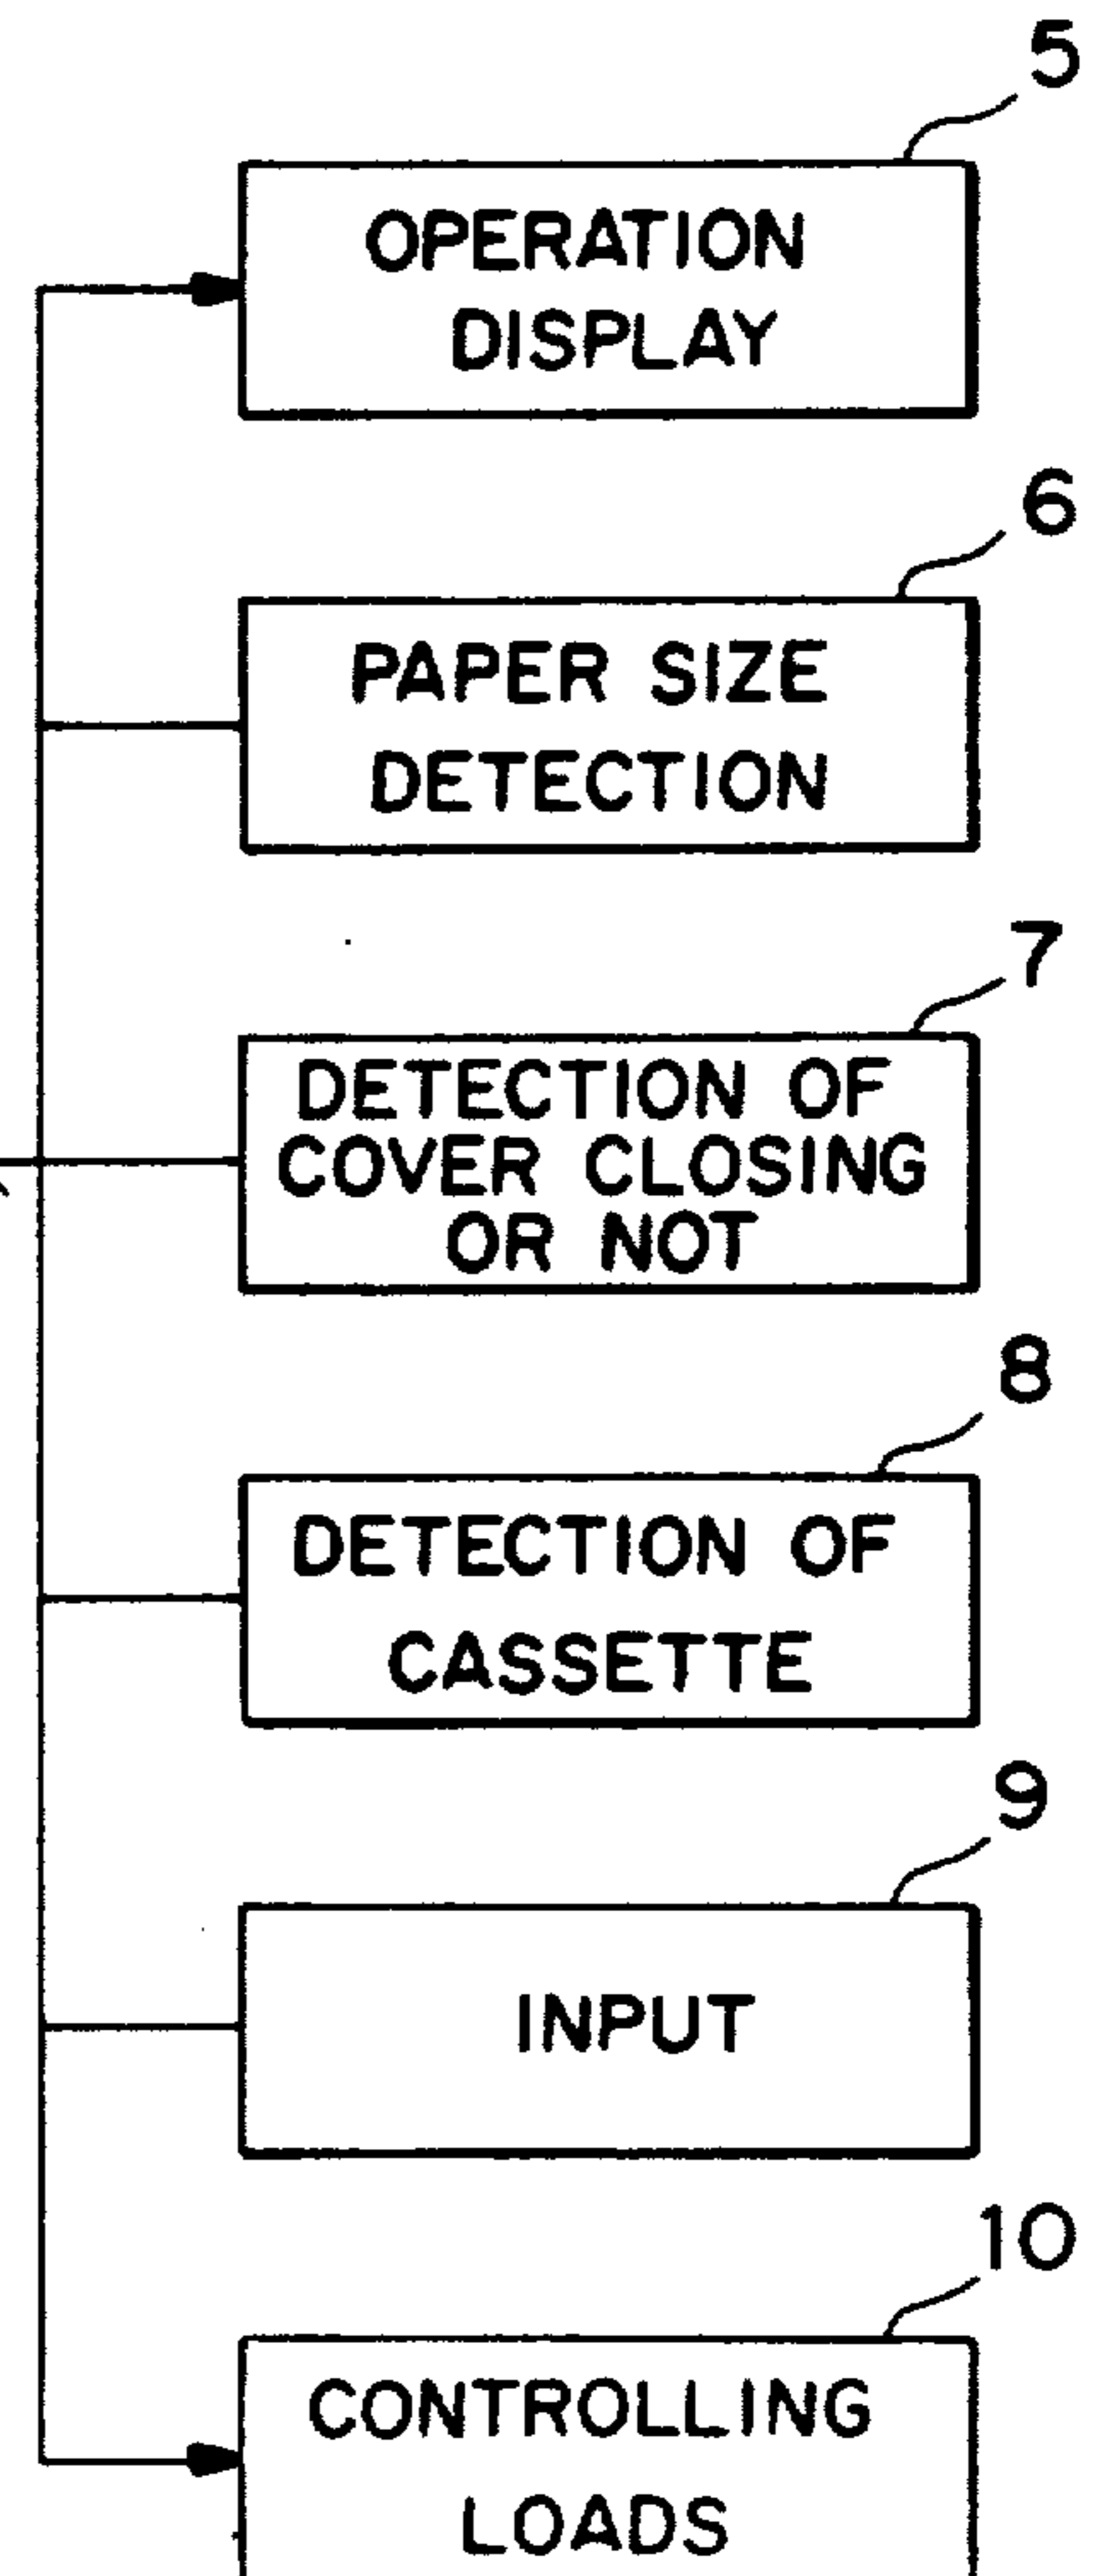 5
OPERATION
DISPLAY
6
PAPER SIZE
DETECTION
7
DETECTION OF
COVER CLOSING
OR NOT
8
DETECTION OF
CASSETTE
9
INPUT
10
CONTROLLING
LOADS